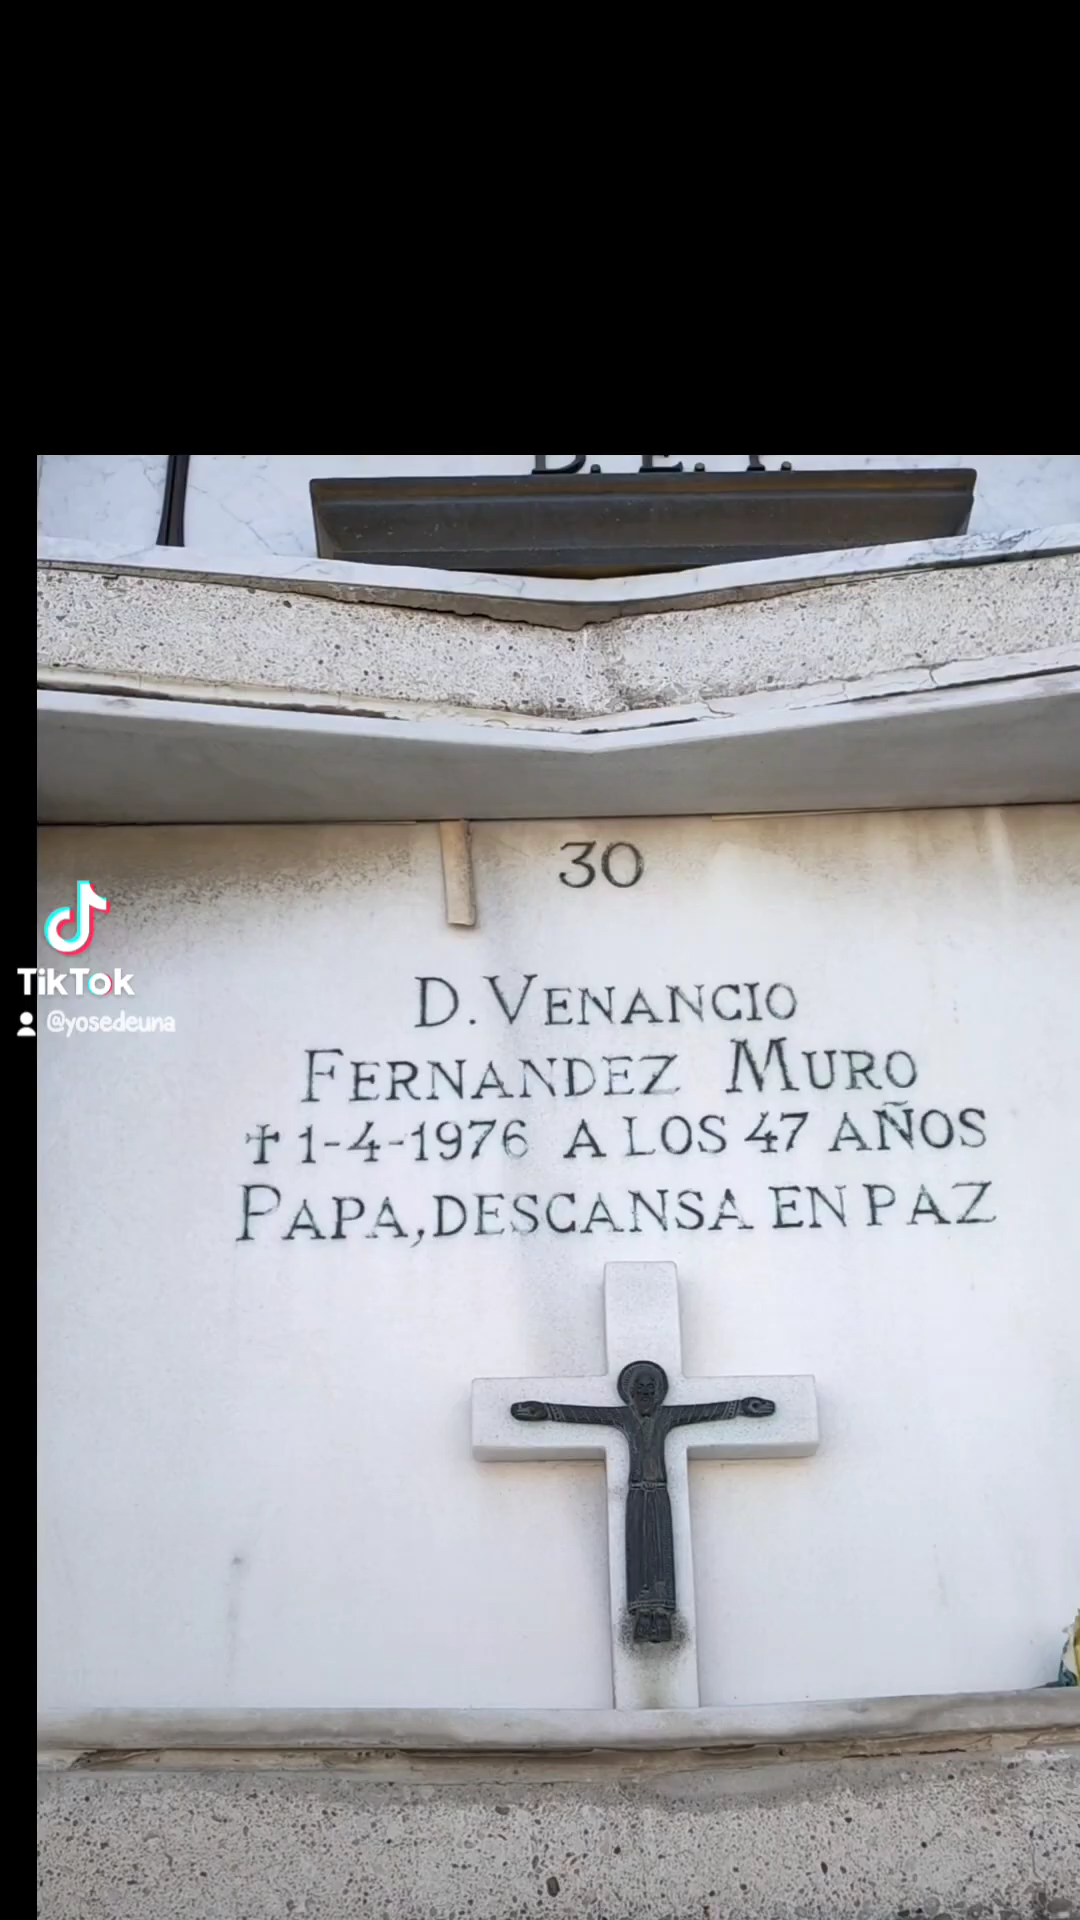 D. E. P.
30
D. VENANCIO
FERNANDEZ MURO
✝ 1-4-1976 A LOS 47 AÑOS
PAPA, DESCANSA EN PAZ
TikTok
@yosedeuna